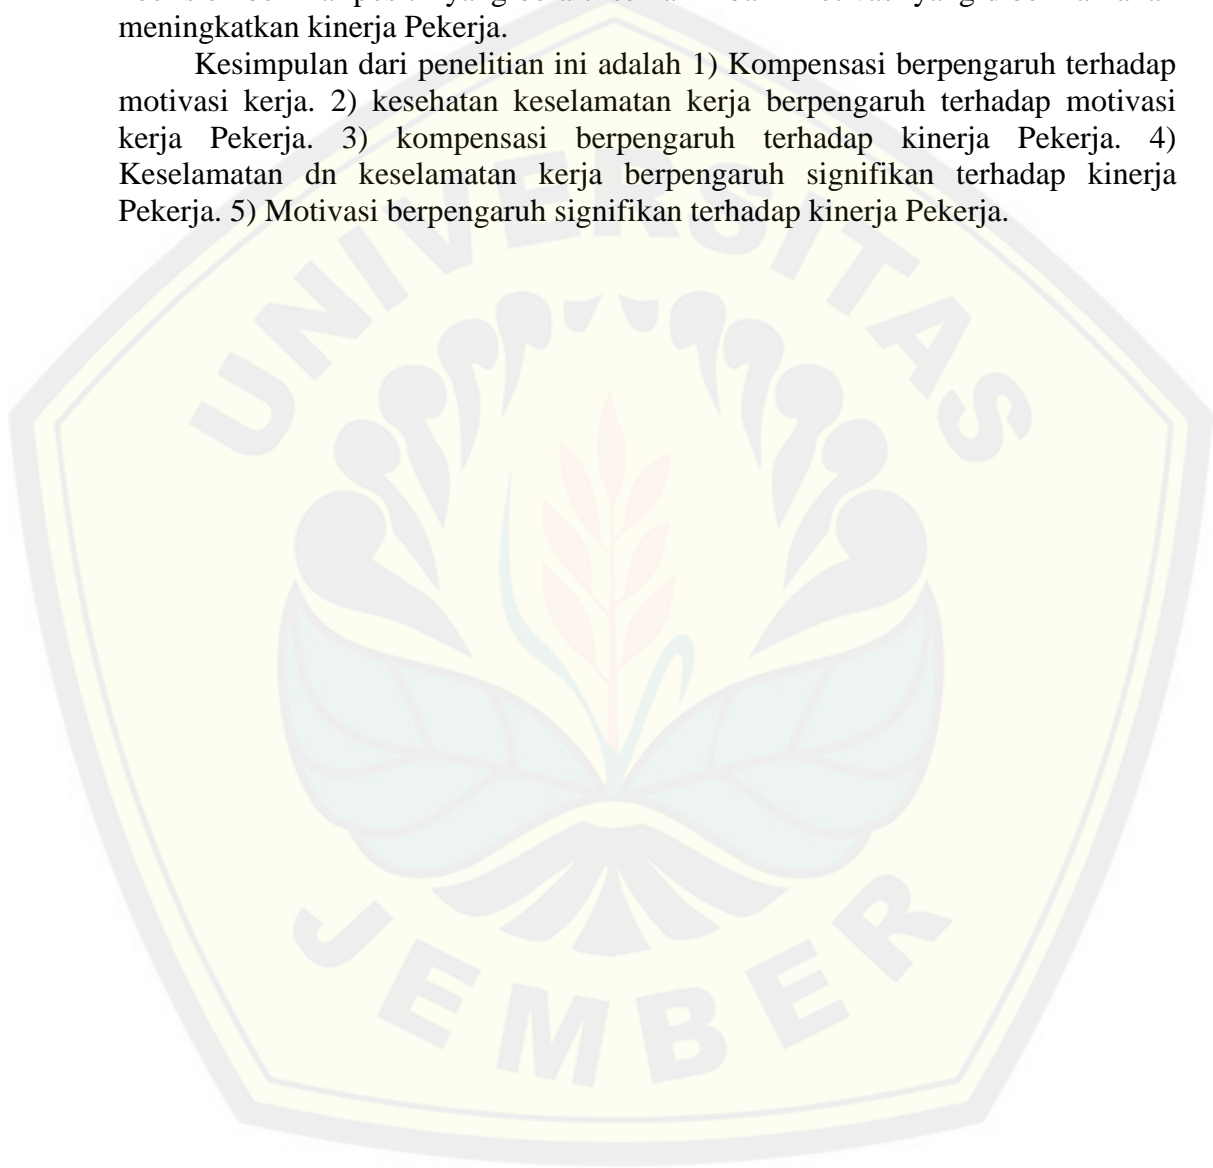 meningkatkan kinerja Pekerja.
Kesimpulan dari penelitian ini adalah 1) Kompensasi berpengaruh terhadap
motivasi kerja. 2) kesehatan keselamatan kerja berpengaruh terhadap motivasi
kerja Pekerja. 3) kompensasi berpengaruh terhadap kinerja Pekerja. 4)
Keselamatan dn keselamatan kerja berpengaruh signifikan terhadap kinerja
Pekerja. 5) Motivasi berpengaruh signifikan terhadap kinerja Pekerja.
UNIVERSITAS
JEMBER